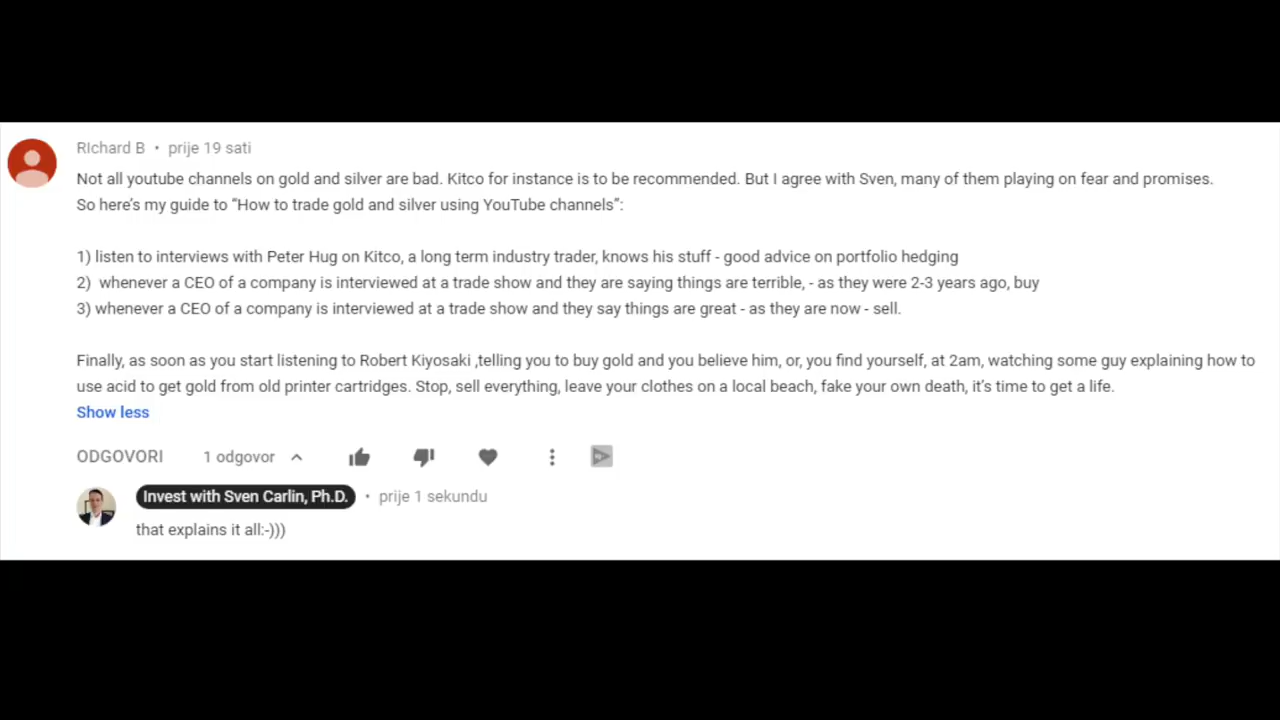 RIchard B • prije 19 sati
Not all youtube channels on gold and silver are bad. Kitco for instance is to be recommended. But I agree with Sven, many of them playing on fear and promises.
So here's my guide to “How to trade gold and silver using YouTube channels”:
1) listen to interviews with Peter Hug on Kitco, a long term industry trader, knows his stuff - good advice on portfolio hedging
2)  whenever a CEO of a company is interviewed at a trade show and they are saying things are terrible, - as they were 2-3 years ago, buy
3) whenever a CEO of a company is interviewed at a trade show and they say things are great - as they are now - sell.
Finally, as soon as you start listening to Robert Kiyosaki ,telling you to buy gold and you believe him, or, you find yourself, at 2am, watching some guy explaining how to
use acid to get gold from old printer cartridges. Stop, sell everything, leave your clothes on a local beach, fake your own death, it's time to get a life.
Show less
ODGOVORI 1 odgovor
Invest with Sven Carlin, Ph.D. • prije 1 sekundu
that explains it all:-)))